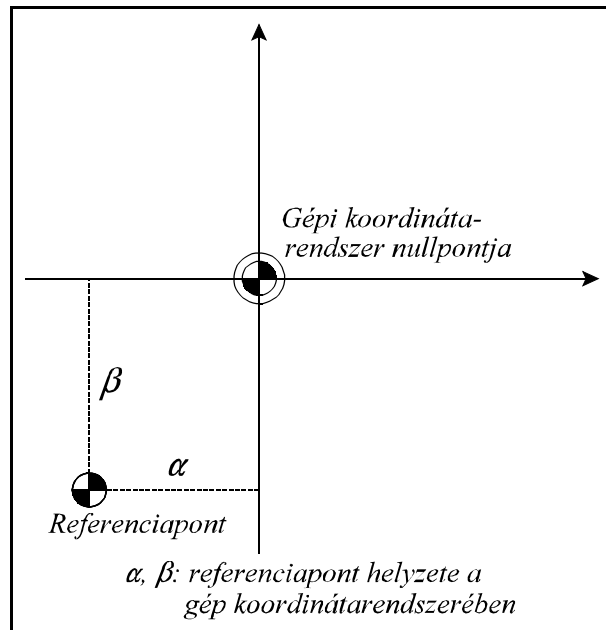 Gépi koordináta-
rendszer nullpontja
β
α
Referenciapont
α, β: referenciapont helyzete a
gép koordinátarendszerében